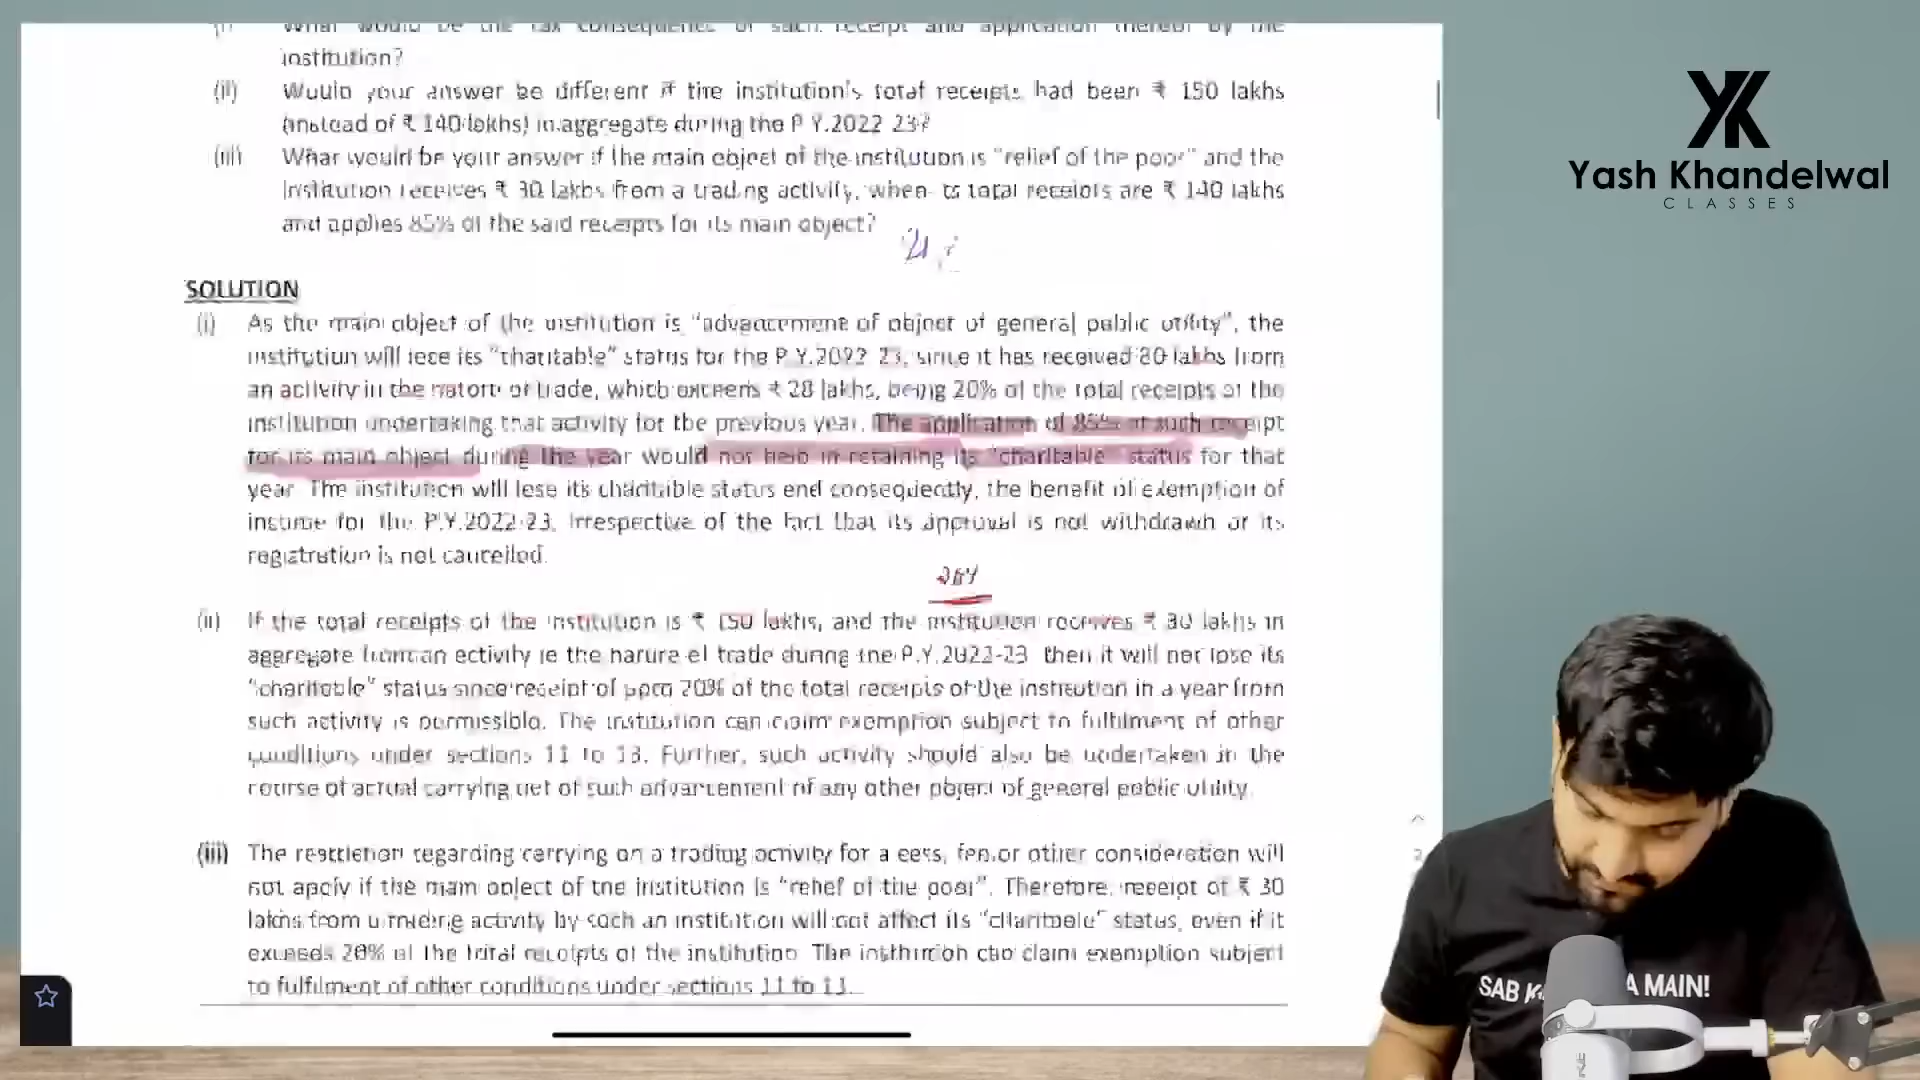 (i) What would be the tax consequences of such receipt and application thereof by the
institution?
(ii) Would your answer be different if the institution's total receipts had been ₹ 150 lakhs
(instead of ₹ 140 lakhs) in aggregate during the P.Y.2022-23?
(iii) What would be your answer if the main object of the institution is "relief of the poor" and the
institution receives ₹ 30 lakhs from a trading activity, when its total receipts are ₹ 140 lakhs
and applies 85% of the said receipts for its main object?
SOLUTION
(i) As the main object of the institution is "advancement of object of general public utility", the
institution will lose its "charitable" status for the P.Y.2022-23, since it has received 30 lakhs from
an activity in the nature of trade, which exceeds ₹ 28 lakhs, being 20% of the total receipts of the
institution undertaking that activity for the previous year. The application of 85% of such receipt
for its main object during the year would not help in retaining its "charitable" status for that
year. The institution will lose its charitable status and consequently, the benefit of exemption of
income for the P.Y.2022-23, irrespective of the fact that its approval is not withdrawn or its
registration is not cancelled.
(ii) If the total receipts of the institution is ₹ 150 lakhs, and the institution receives ₹ 30 lakhs in
aggregate from an activity in the nature of trade during the P.Y.2022-23 then it will not lose its
"charitable" status since receipt of upto 20% of the total receipts of the institution in a year from
such activity is permissible. The institution can claim exemption subject to fulfilment of other
conditions under sections 11 to 13. Further, such activity should also be undertaken in the
course of actual carrying out of such advancement of any other object of general public utility.
(iii) The restriction regarding carrying on a trading activity for a cess, fee or other consideration will
not apply if the main object of the institution is "relief of the poor". Therefore, receipt of ₹ 30
lakhs from a trading activity by such an institution will not affect its "charitable" status, even if it
exceeds 20% of the total receipts of the institution. The institution can claim exemption subject
to fulfilment of other conditions under sections 11 to 13.
YK
Yash Khandelwal
CLASSES
SAB A MAIN!